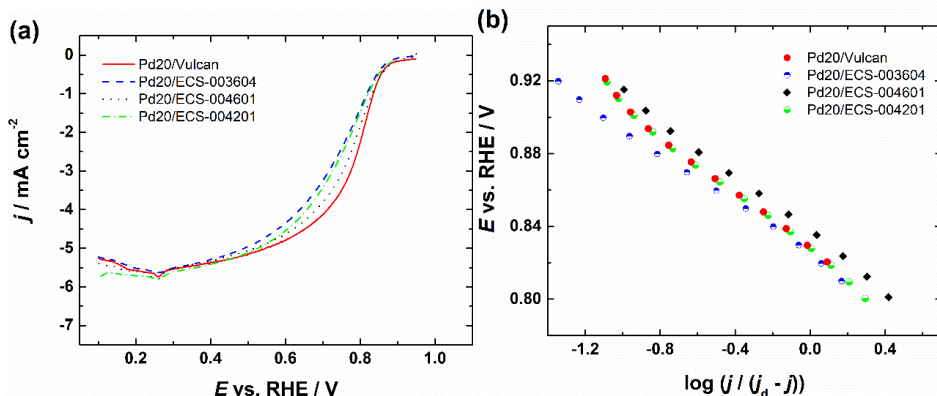 (a)
Pd20/Vulcan
Pd20/ECS-003604
Pd20/ECS-004601
Pd20/ECS-004201
j / mA cm-2
0
-1
-2
-3
-4
-5
-6
-7
0.2 0.4 0.6 0.8 1.0
E vs. RHE / V
(b)
Pd20/Vulcan
Pd20/ECS-003604
Pd20/ECS-004601
Pd20/ECS-004201
E vs. RHE / V
0.92
0.88
0.84
0.80
-1.2 -0.8 -0.4 0.0 0.4
log (j / (jd - j))